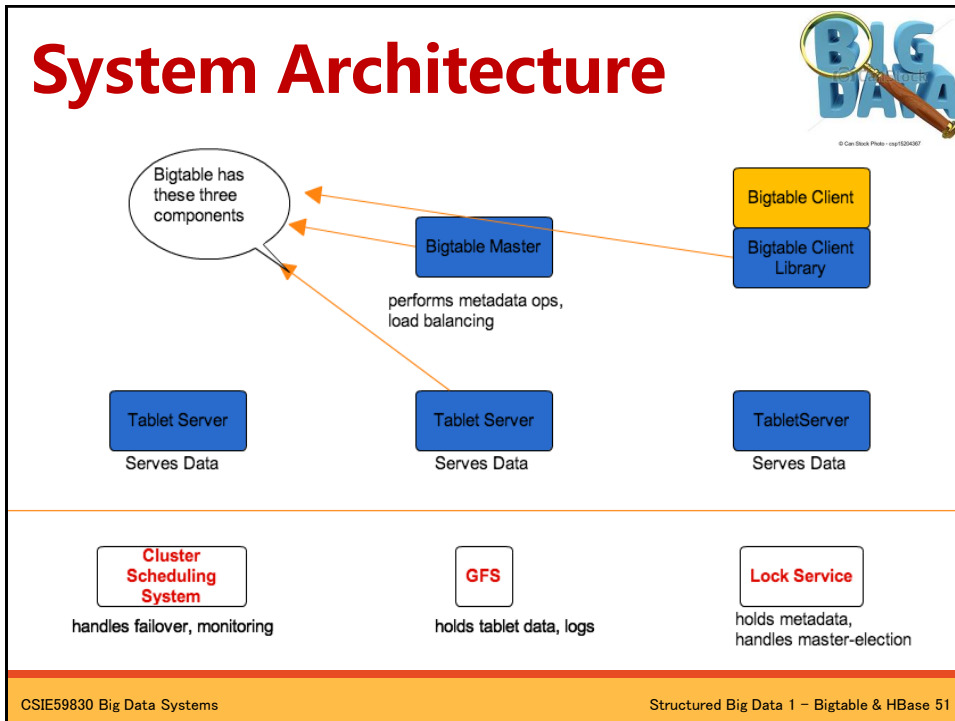 System Architecture
BIG
DATA
© CanStock
© Can Stock Photo - csp15204367
Bigtable has
these three
components
Bigtable Master
performs metadata ops,
load balancing
Bigtable Client
Bigtable Client
Library
Tablet Server
Serves Data
Tablet Server
Serves Data
TabletServer
Serves Data
Cluster
Scheduling
System
handles failover, monitoring
GFS
holds tablet data, logs
Lock Service
holds metadata,
handles master-election
CSIE59830 Big Data Systems
Structured Big Data 1 – Bigtable & HBase 51